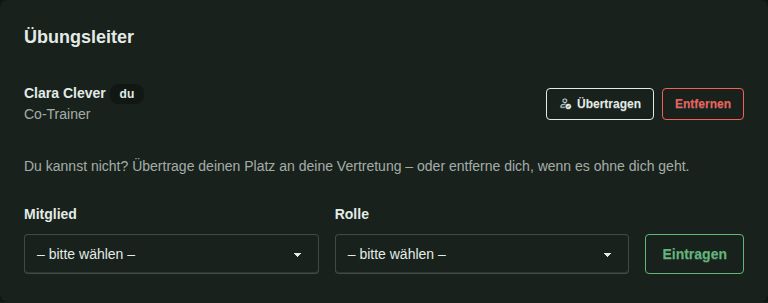 Übungsleiter
Clara Clever du
Co-Trainer
Übertragen
Entfernen
Du kannst nicht? Übertrage deinen Platz an deine Vertretung – oder entferne dich, wenn es ohne dich geht.
Mitglied
Rolle
– bitte wählen –
– bitte wählen –
Eintragen